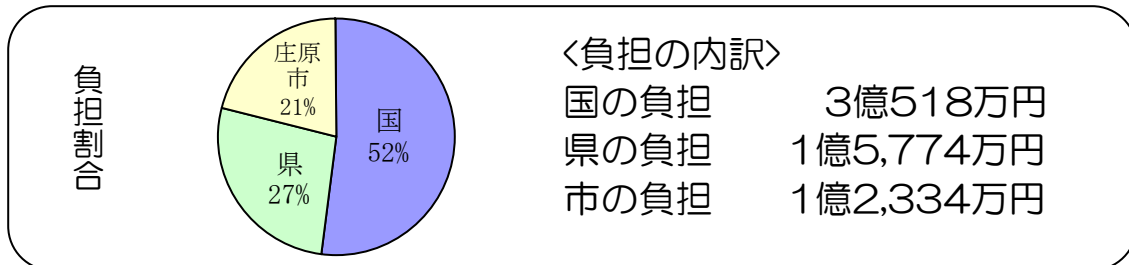 負担割合
庄原
市
21%
国
52%
県
27%
<負担の内訳>
国の負担 3億518万円
県の負担 1億5,774万円
市の負担 1億2,334万円